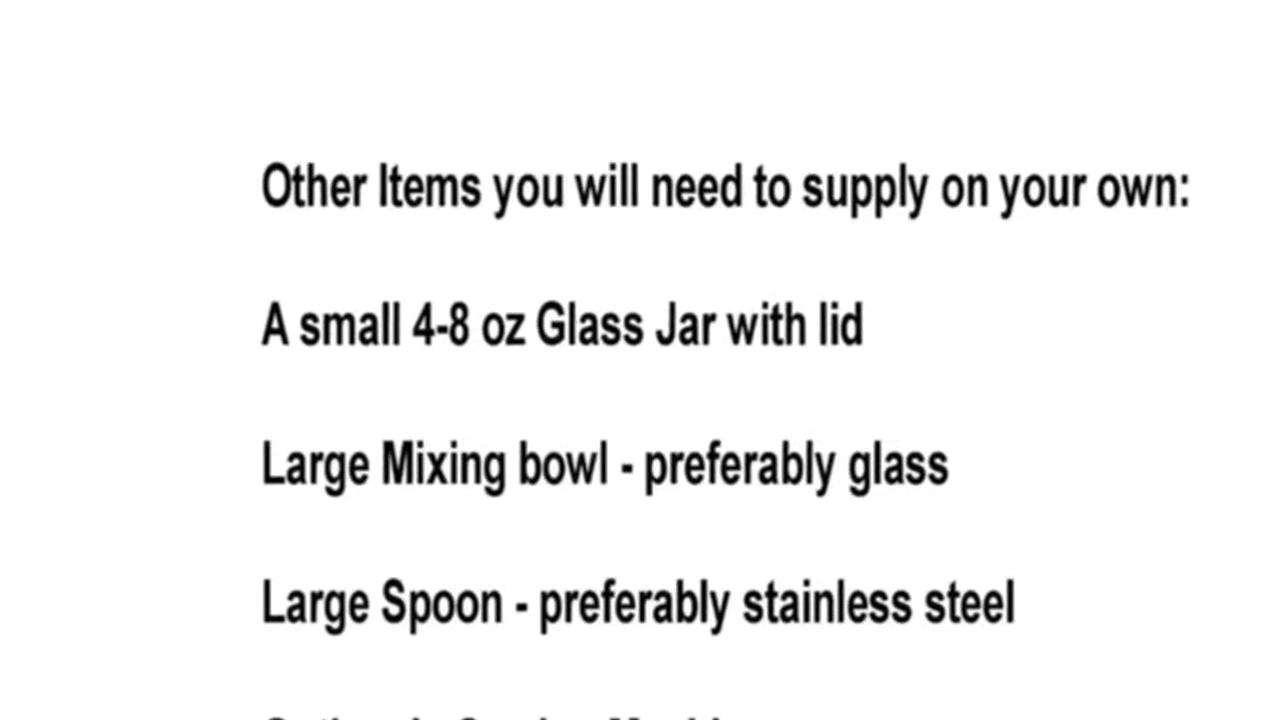 Other Items you will need to supply on your own:
A small 4-8 oz Glass Jar with lid
Large Mixing bowl - preferably glass
Large Spoon - preferably stainless steel